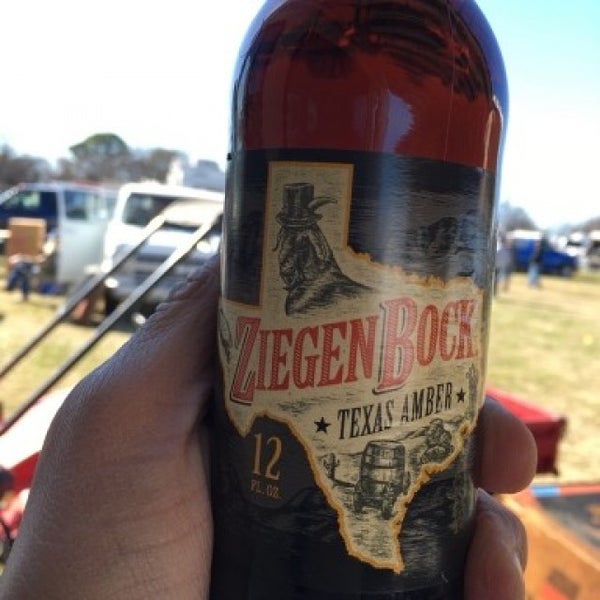 ZIEGENBOCK
★ TEXAS AMBER ★
12
FL. OZ.